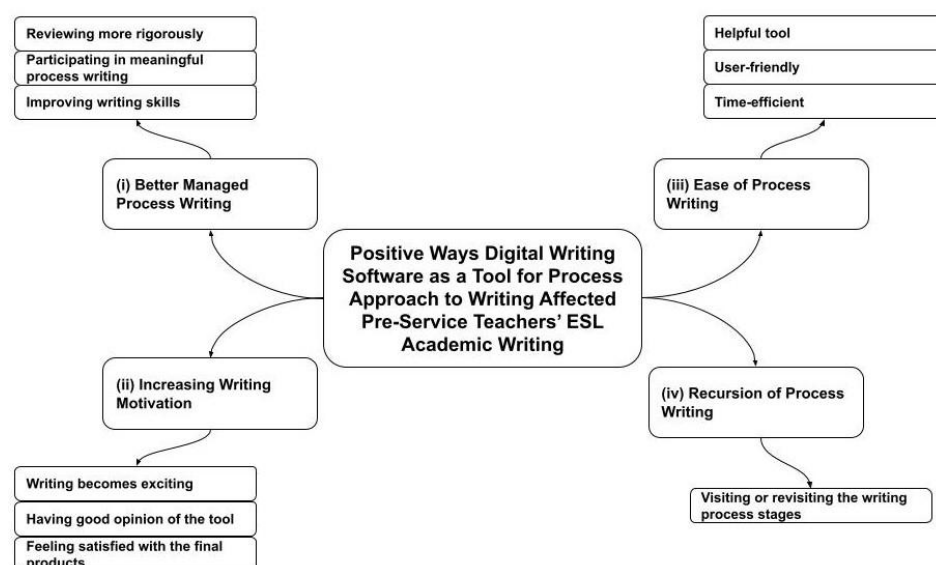 Reviewing more rigorously
Participating in meaningful
process writing
Improving writing skills
(i) Better Managed
Process Writing
Helpful tool
User-friendly
Time-efficient
(iii) Ease of Process
Writing
Positive Ways Digital Writing
Software as a Tool for Process
Approach to Writing Affected
Pre-Service Teachers’ ESL
Academic Writing
(ii) Increasing Writing
Motivation
Writing becomes exciting
Having good opinion of the tool
Feeling satisfied with the final
products
(iv) Recursion of Process
Writing
Visiting or revisiting the writing
process stages